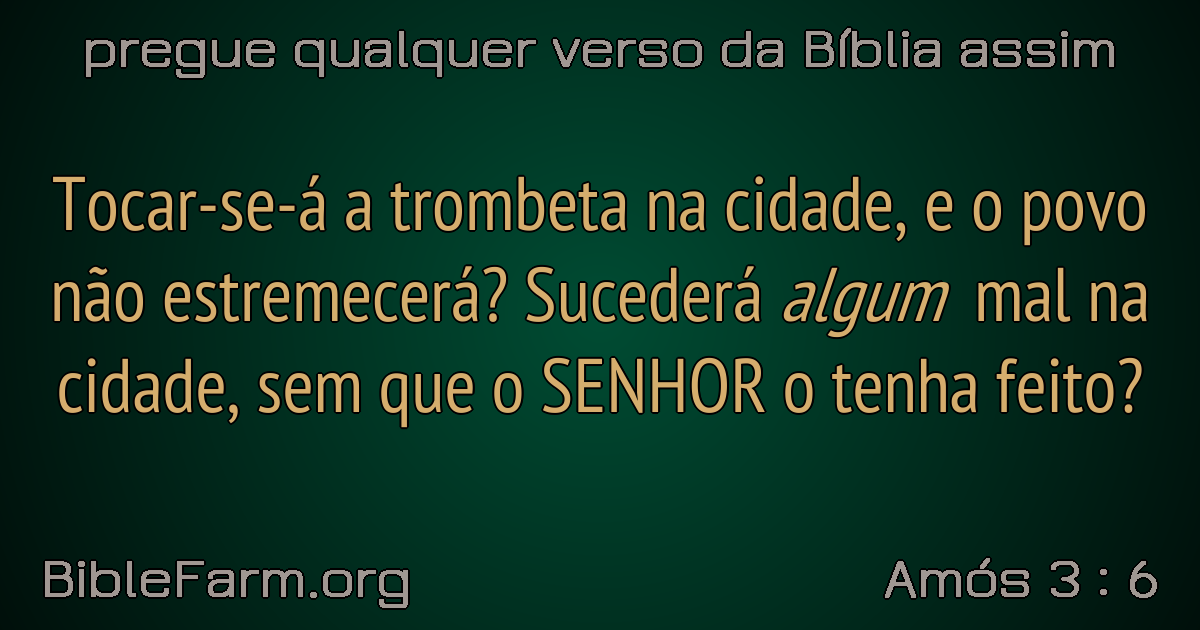 pregue qualquer verso da Bíblia assim
Tocar-se-á a trombeta na cidade, e o povo
não estremecerá? Sucederá algum mal na
cidade, sem que o SENHOR o tenha feito?
BibleFarm.org
Amós 3 : 6